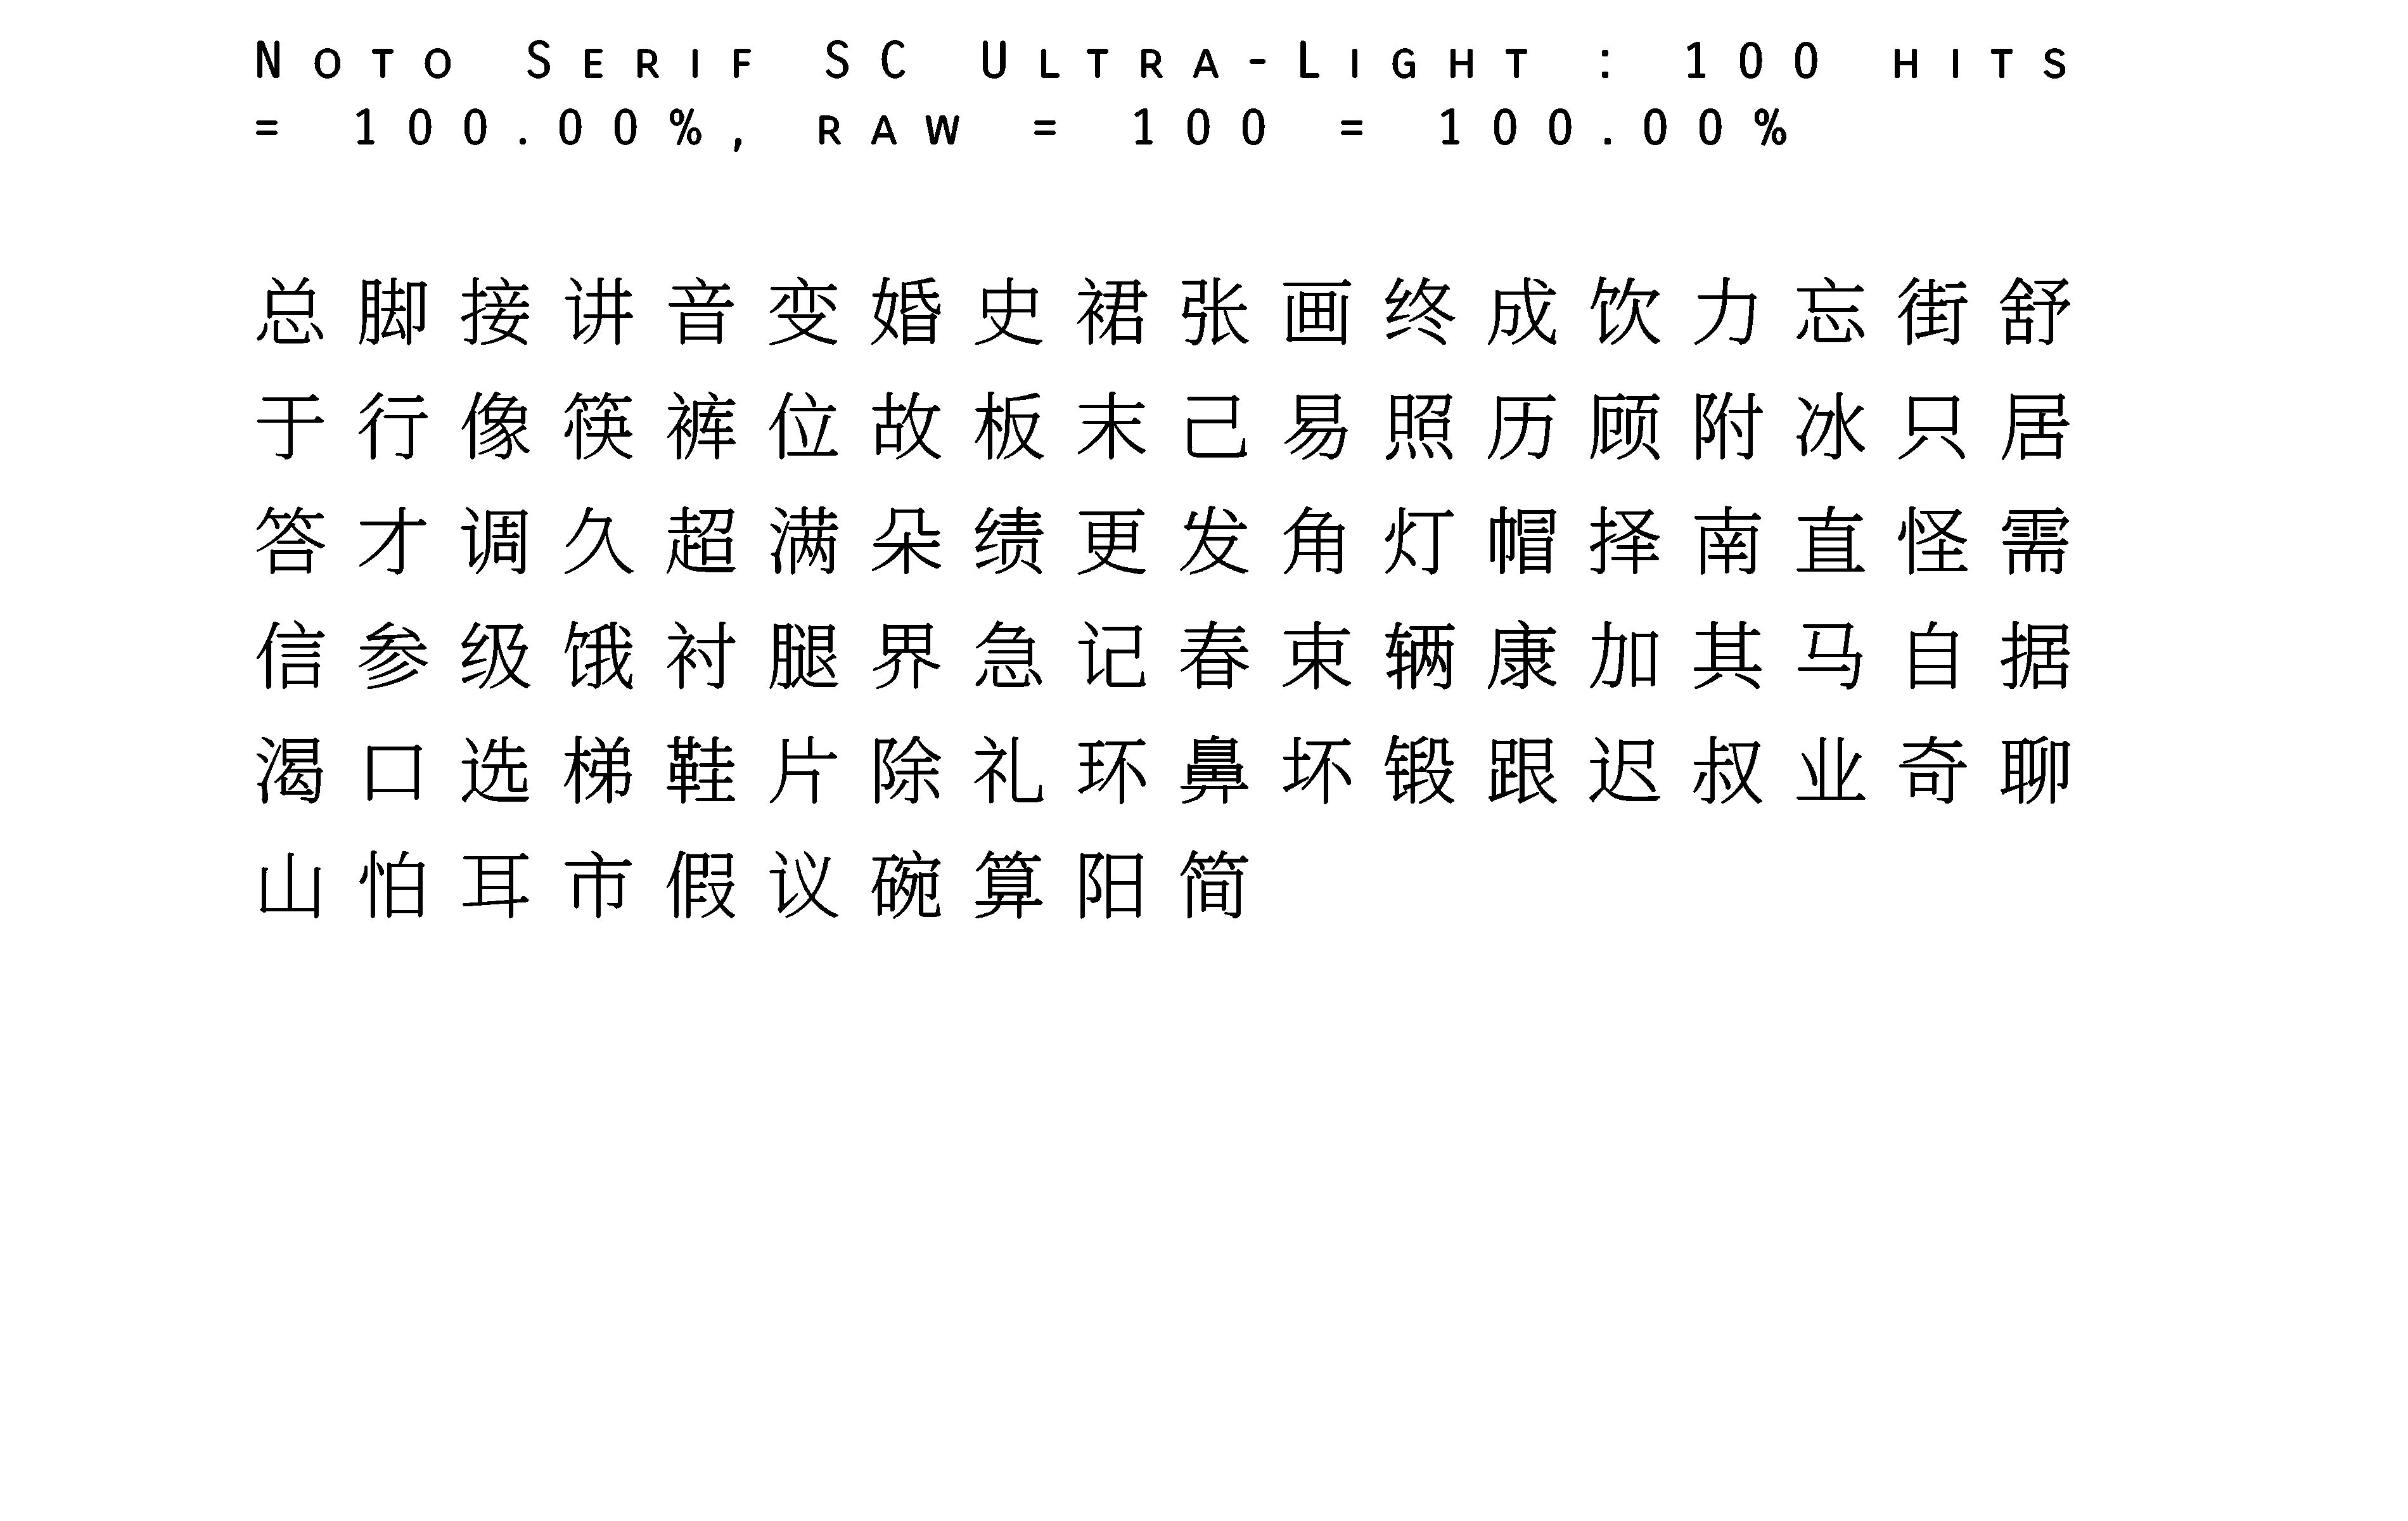 Noto Serif SC Ultra-Light : 100 hits
= 100.00%, raw = 100 = 100.00%
总脚接讲音变婚史裙张画终成饮力忘街舒
于行像筷裤位故板末己易照历顾附冰只居
答才调久超满朵绩更发角灯帽择南直怪需
信参级饿衬腿界急记春束辆康加其马自据
渴口选梯鞋片除礼环鼻坏锻跟迟叔业奇聊
山怕耳市假议碗算阳简